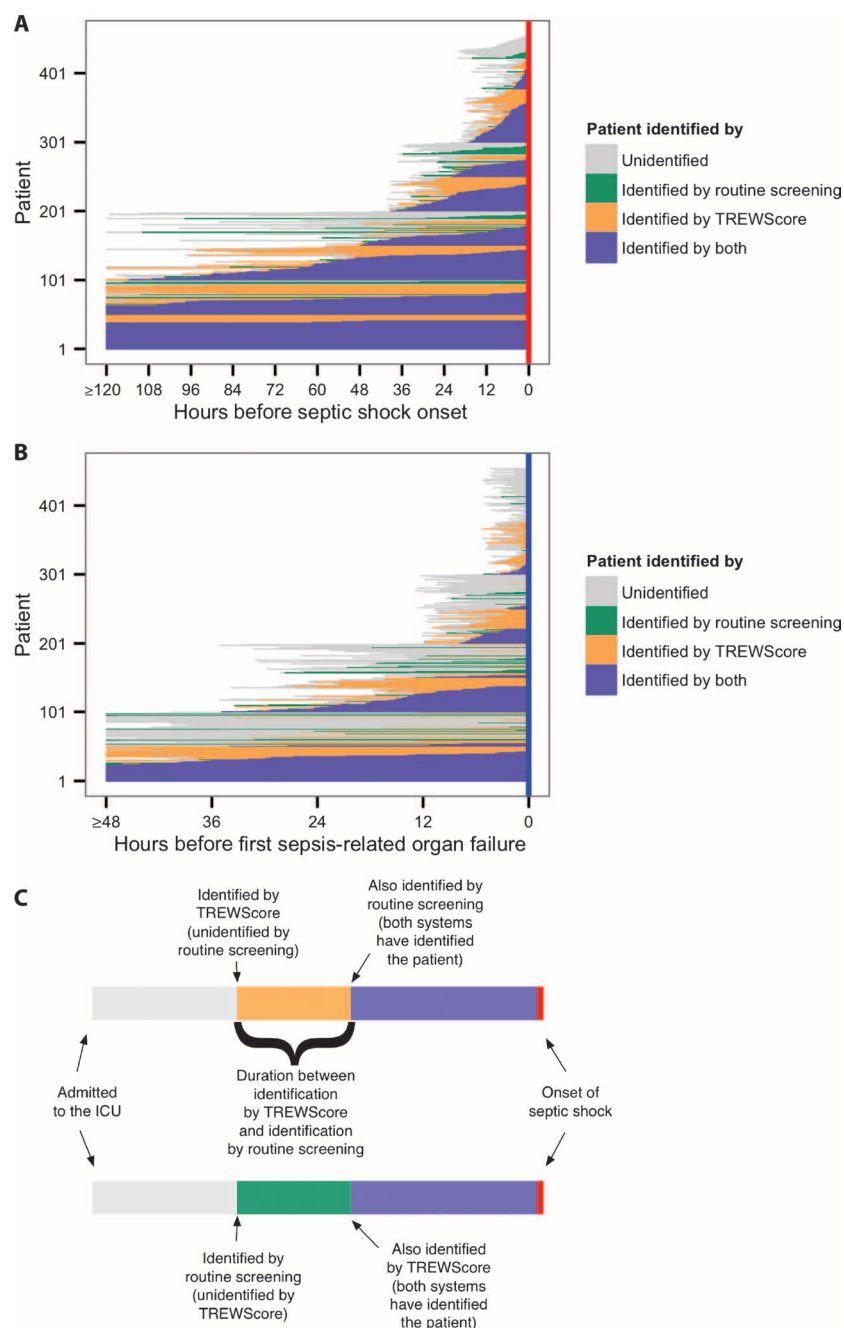 A
401
301
201
101
1
Patient
≥120 108 96 84 72 60 48 36 24 12 0
Hours before septic shock onset
Patient identified by
Unidentified
Identified by routine screening
Identified by TREWScore
Identified by both
B
401
301
201
101
1
Patient
≥48 36 24 12 0
Hours before first sepsis-related organ failure
Patient identified by
Unidentified
Identified by routine screening
Identified by TREWScore
Identified by both
C
Identified by
TREWScore
(unidentified by
routine screening)
Also identified by
routine screening
(both systems
have identified
the patient)
Admitted
to the ICU
Duration between
identification
by TREWScore
and identification
by routine screening
Onset of
septic shock
Identified by
routine screening
(unidentified by
TREWScore)
Also identified
by TREWScore
(both systems
have identified
the patient)